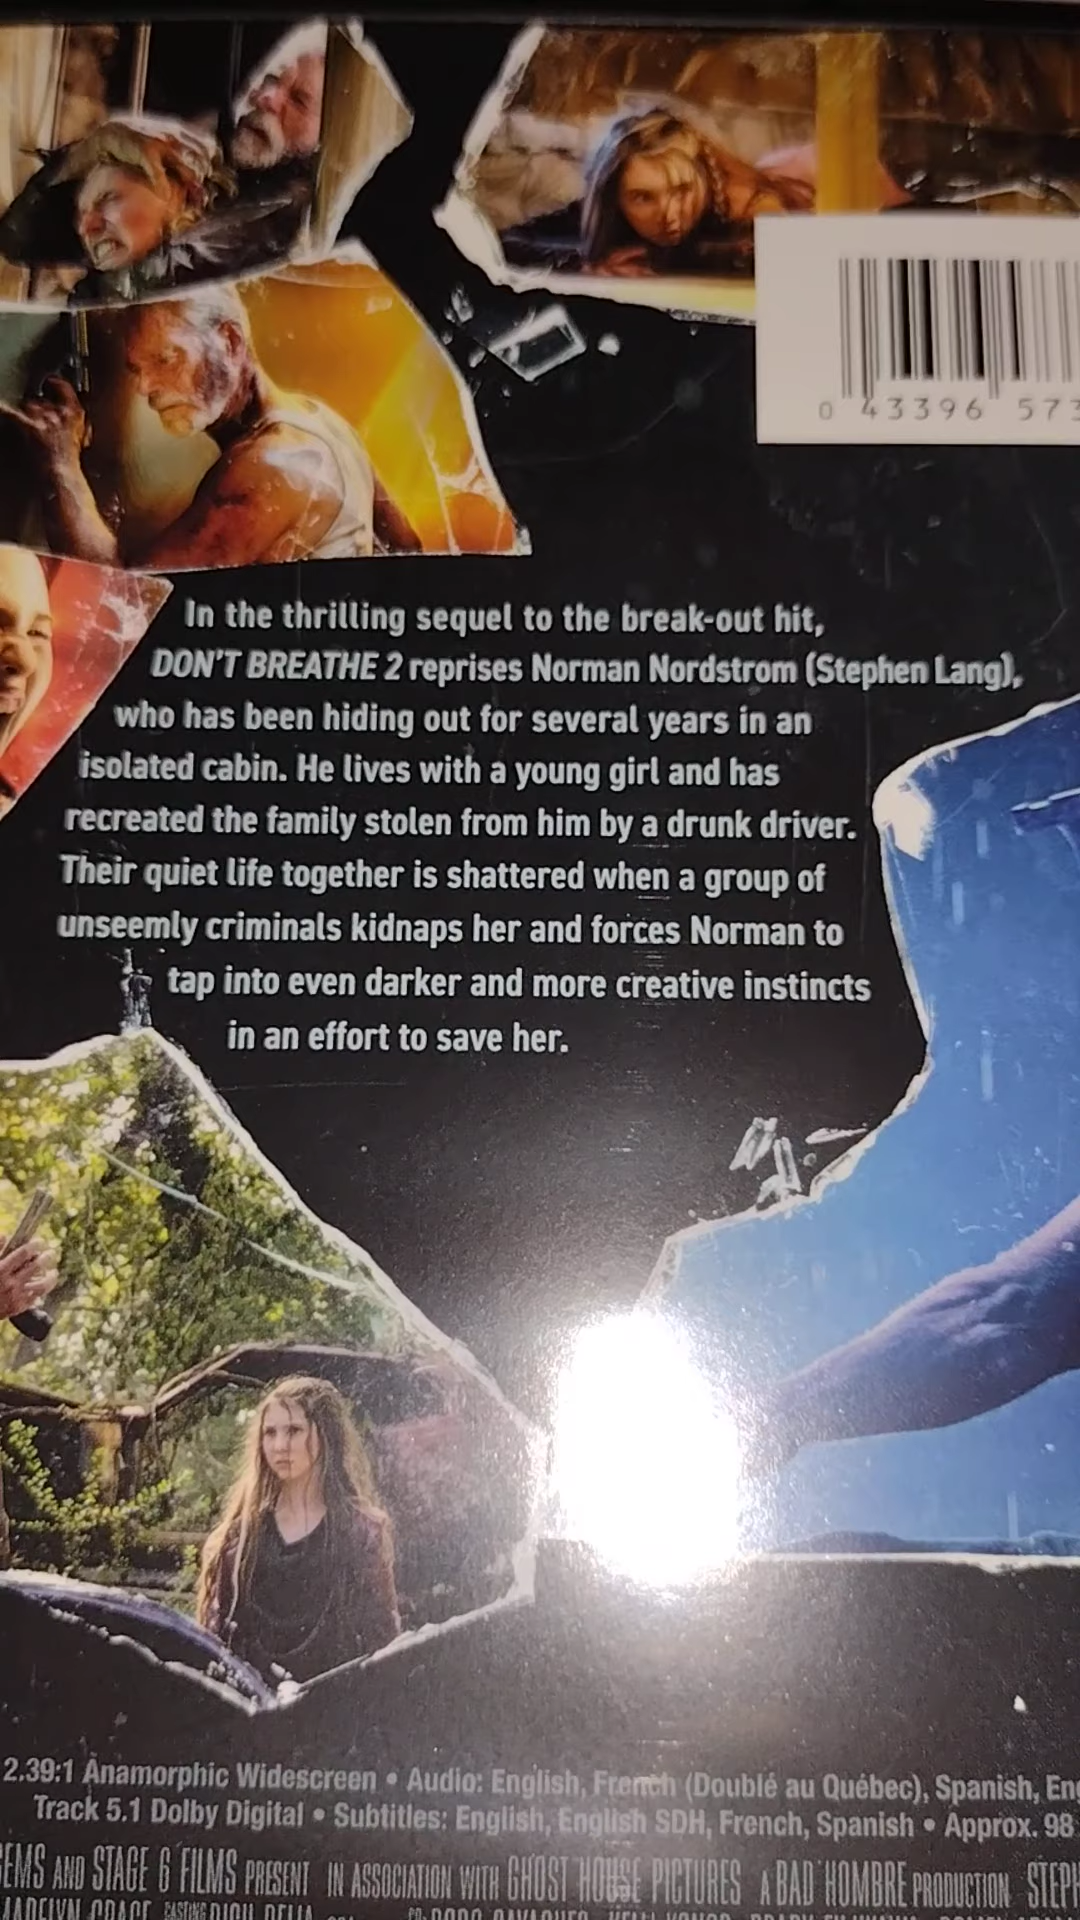 0 43396 573
In the thrilling sequel to the break-out hit,
DON'T BREATHE 2 reprises Norman Nordstrom (Stephen Lang),
who has been hiding out for several years in an
isolated cabin. He lives with a young girl and has
recreated the family stolen from him by a drunk driver.
Their quiet life together is shattered when a group of
unseemly criminals kidnaps her and forces Norman to
tap into even darker and more creative instincts
in an effort to save her.
2.39:1 Anamorphic Widescreen • Audio: English, French (Doublé au Québec), Spanish, Eng
Track 5.1 Dolby Digital • Subtitles: English, English SDH, French, Spanish • Approx. 98
GEMS AND STAGE 6 FILMS PRESENT IN ASSOCIATION WITH GHOST HOUSE PICTURES A BAD HOMBRE PRODUCTION STEPH